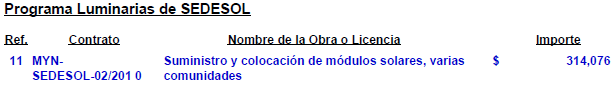 Programa Luminarias de SEDESOL
Ref. Contrato Nombre de la Obra o Licencia Importe
11 MYN- Suministro y colocación de módulos solares, varias $ 314,076
SEDESOL-02/201 0 comunidades